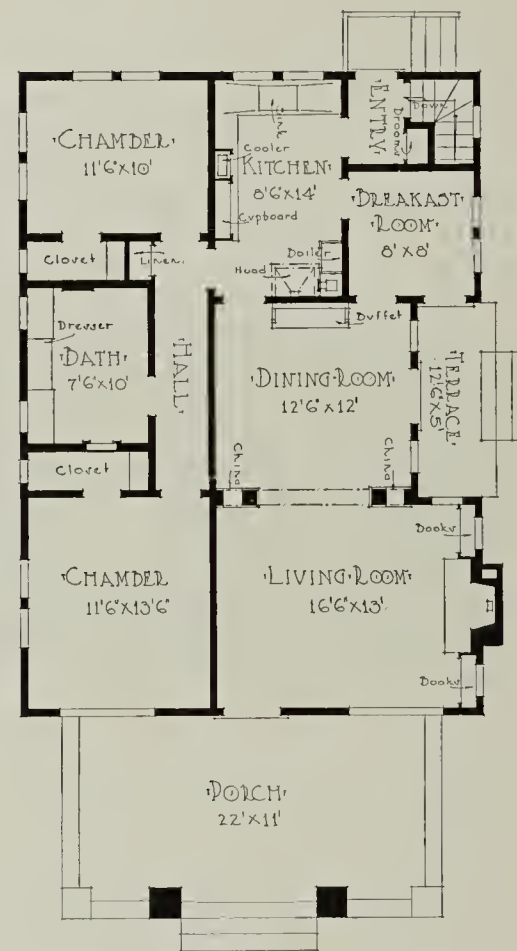 ENTRY
Down
Brooms
CHAMBER
11'6"X10'
Sink
Cooler
KITCHEN
8'6"X14'
Cupboard
BREAKAST
ROOM
8'X8'
Closet
Linen
Boiler
Hood
Buffet
Dresser
BATH
7'6"X10'
HALL
DINING-ROOM
12'6"X12'
TERRACE
12'6"X5'
Closet
China
China
Books
CHAMBER
11'6"X13'6"
LIVING-ROOM
16'6"X13'
Books
PORCH
22'X11'